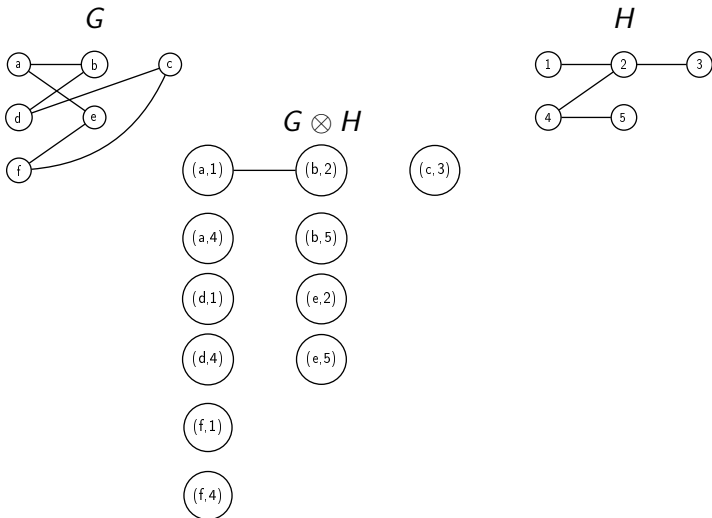 G
H
a b c
1 2 3
d e
4 5
G ⊗ H
f
(a,1) (b,2) (c,3)
(a,4) (b,5)
(d,1) (e,2)
(d,4) (e,5)
(f,1)
(f,4)